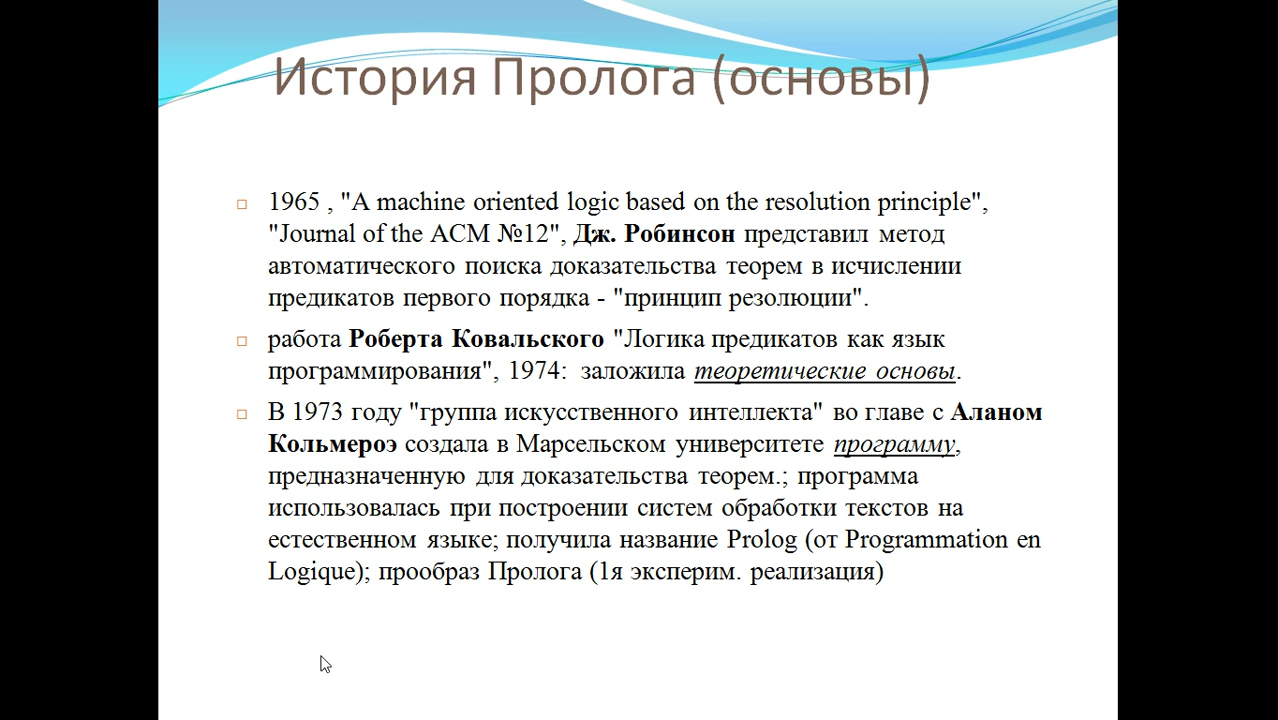 История Пролога (основы)
1965 , "A machine oriented logic based on the resolution principle",
"Journal of the ACM №12", Дж. Робинсон представил метод
автоматического поиска доказательства теорем в исчислении
предикатов первого порядка - "принцип резолюции".
работа Роберта Ковальского "Логика предикатов как язык
программирования", 1974: заложила теоретические основы.
В 1973 году "группа искусственного интеллекта" во главе с Аланом
Кольмероэ создала в Марсельском университете программу,
предназначенную для доказательства теорем.; программа
использовалась при построении систем обработки текстов на
естественном языке; получила название Prolog (от Programmation en
Logique); прообраз Пролога (1я эксперим. реализация)